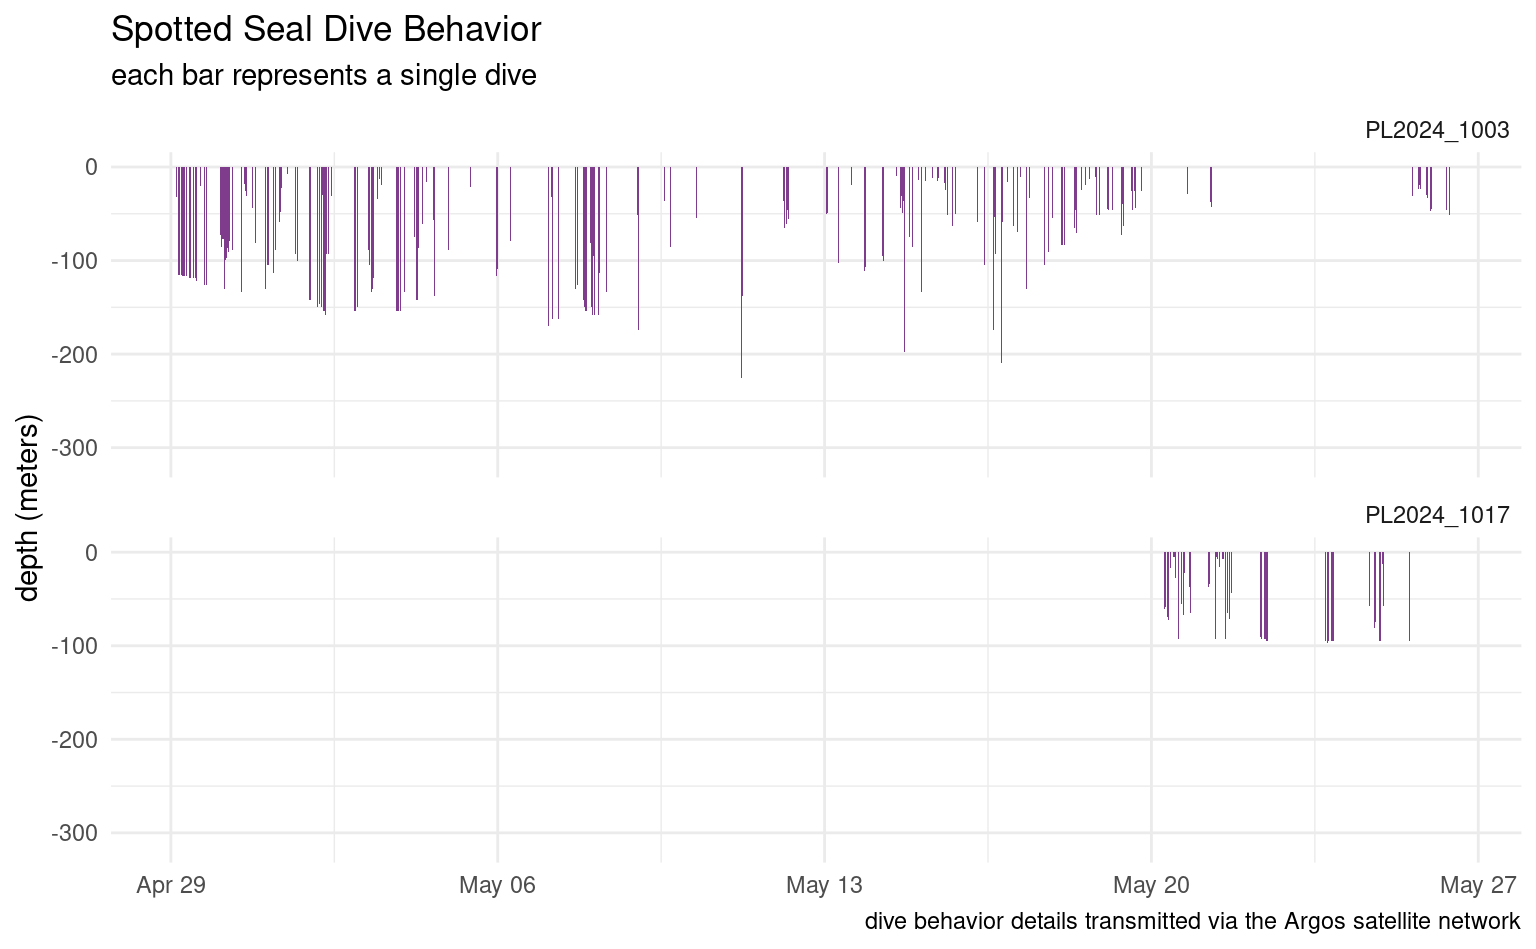 Spotted Seal Dive Behavior
each bar represents a single dive
PL2024_1003
0
-100
-200
-300
depth (meters)
PL2024_1017
0
-100
-200
-300
Apr 29
May 06
May 13
May 20
May 27
dive behavior details transmitted via the Argos satellite network